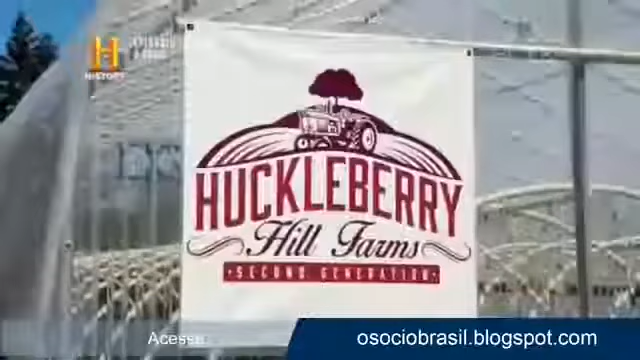 HISTORY
HUCKLEBERRY
Hill Farms
• SECOND GENERATION •
Acesse
osociobrasil.blogspot.com